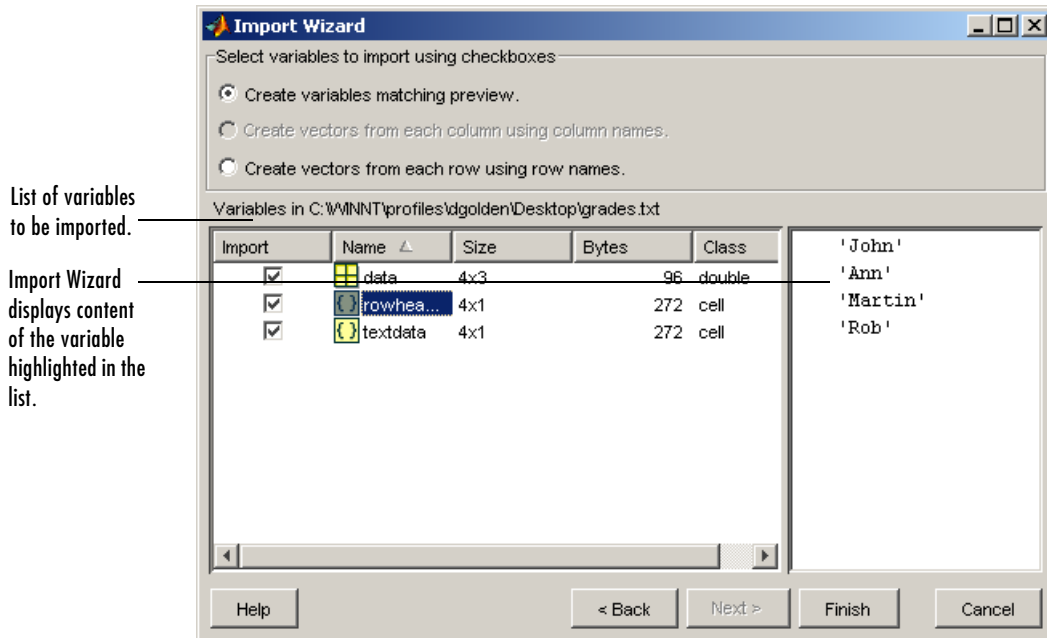 Import Wizard
Select variables to import using checkboxes
Create variables matching preview.
Create vectors from each column using column names.
Create vectors from each row using row names.
List of variables
to be imported.
Variables in C:\WINNT\profiles\dgolden\Desktop\grades.txt
Import Name Size Bytes Class
data 4x3 96 double
rowhea... 4x1 272 cell
textdata 4x1 272 cell
'John'
'Ann'
'Martin'
'Rob'
Import Wizard
displays content
of the variable
highlighted in the
list.
Help < Back Next > Finish Cancel